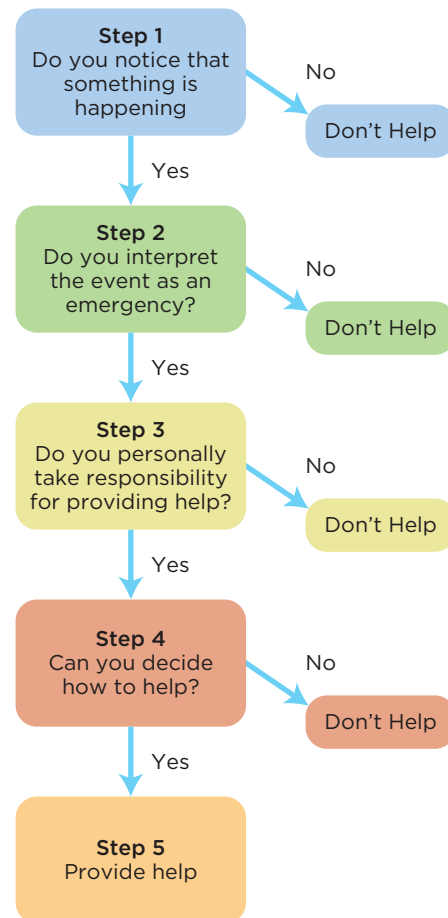 Step 1
Do you notice that
something is
happening
No
Don't Help
Yes
Step 2
Do you interpret
the event as an
emergency?
No
Don't Help
Yes
Step 3
Do you personally
take responsibility
for providing help?
No
Don't Help
Yes
Step 4
Can you decide
how to help?
No
Don't Help
Yes
Step 5
Provide help